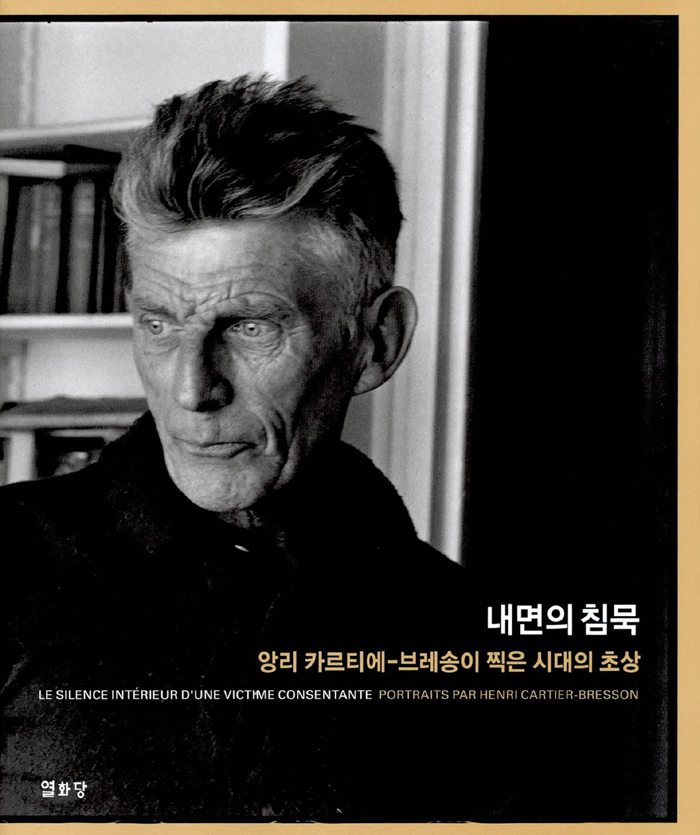 내면의 침묵
앙리 카르티에-브레송이 찍은 시대의 초상
LE SILENCE INTÉRIEUR D'UNE VICTIME CONSENTANTE PORTRAITS PAR HENRI CARTIER-BRESSON
열화당